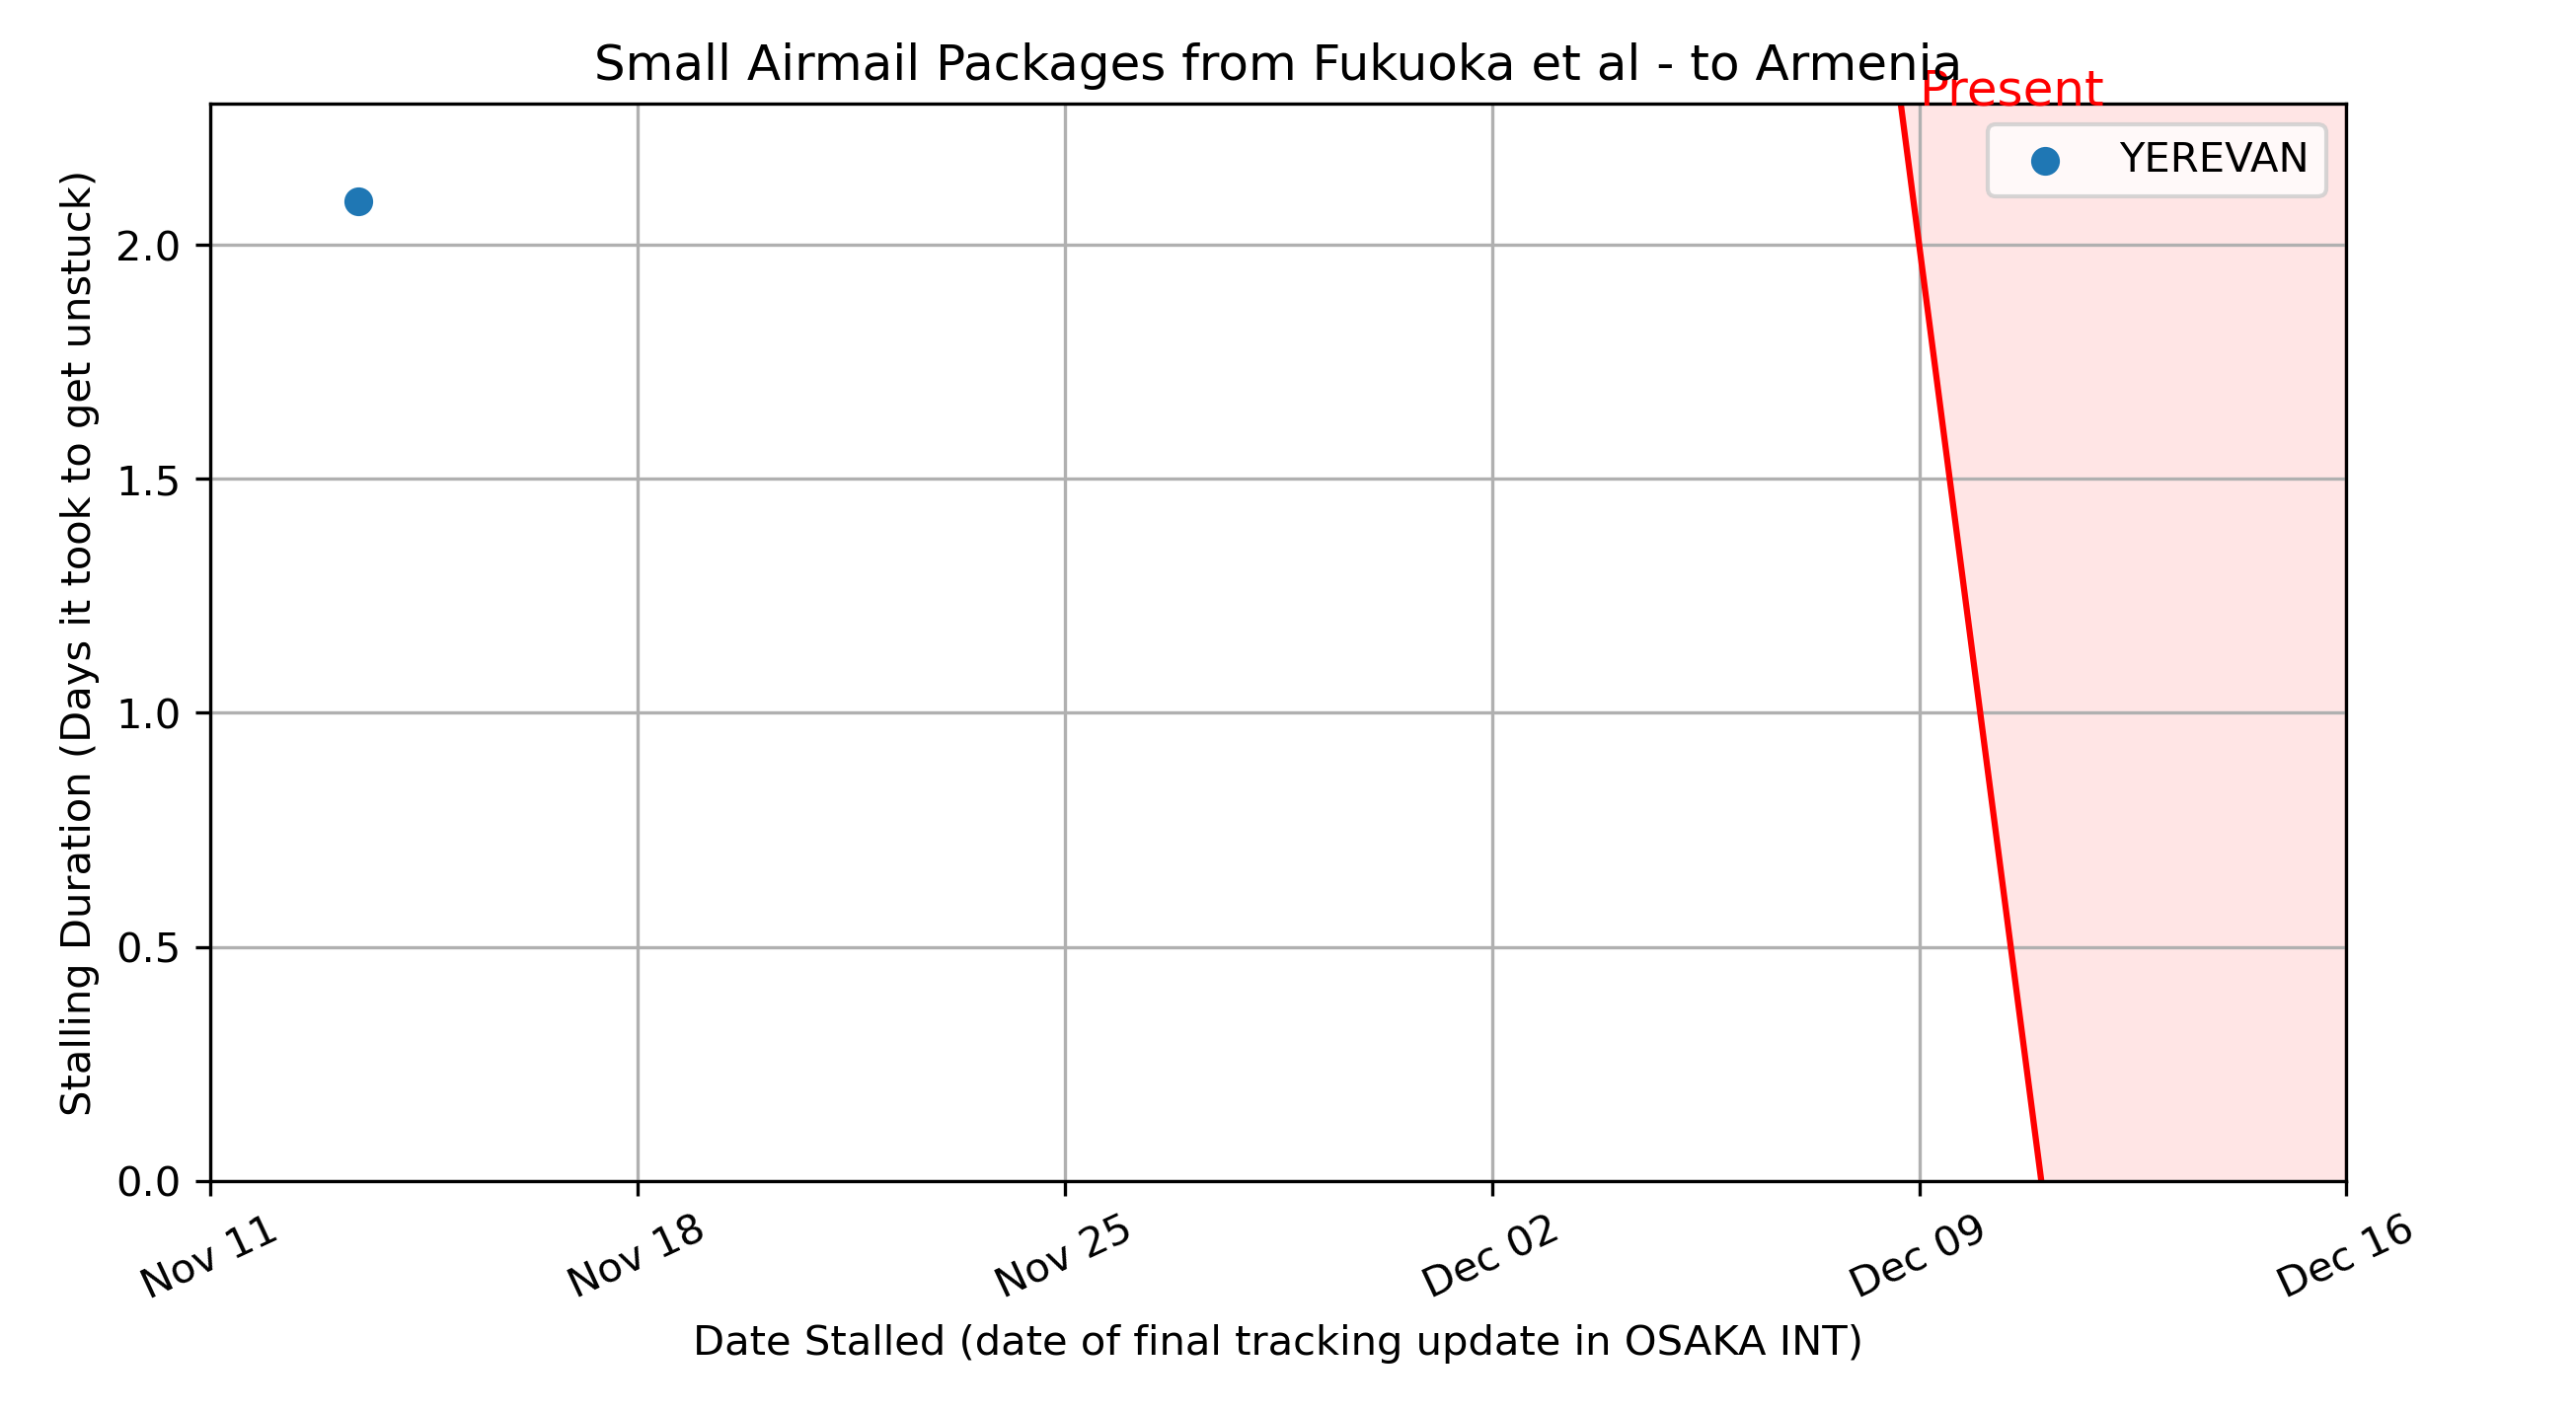 Small Airmail Packages from Fukuoka et al - to Armenia
Present
YEREVAN
Stalling Duration (Days it took to get unstuck)
2.0
1.5
1.0
0.5
0.0
Nov 11
Nov 18
Nov 25
Dec 02
Dec 09
Dec 16
Date Stalled (date of final tracking update in OSAKA INT)